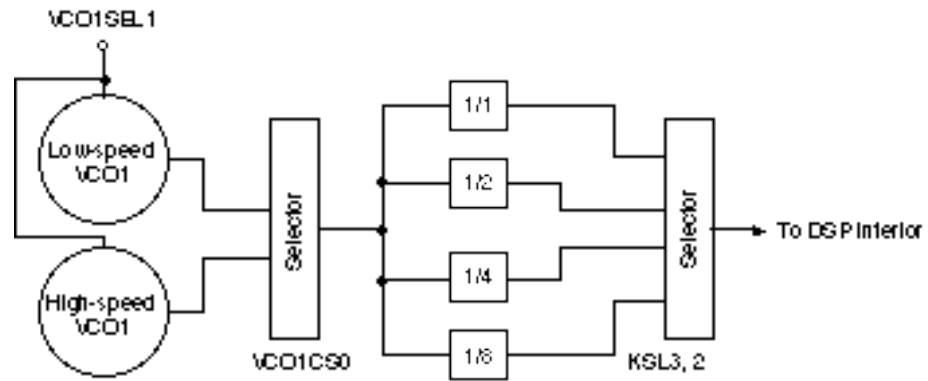 VCO1SEL1
Low-speed
VCO1
High-speed
VCO1
Selector
VCO1CS0
1/1
1/2
1/4
1/8
Selector
KSL3, 2
To DSP interior